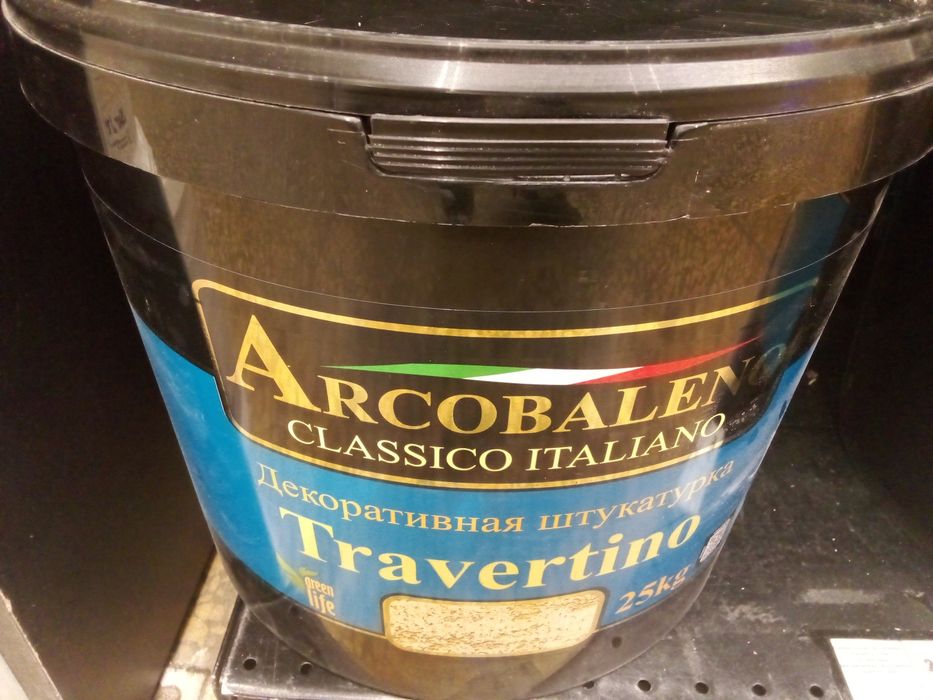 ARCOBALENO
CLASSICO ITALIANO
Декоративная штукатурка
Travertino
green
life
25kg